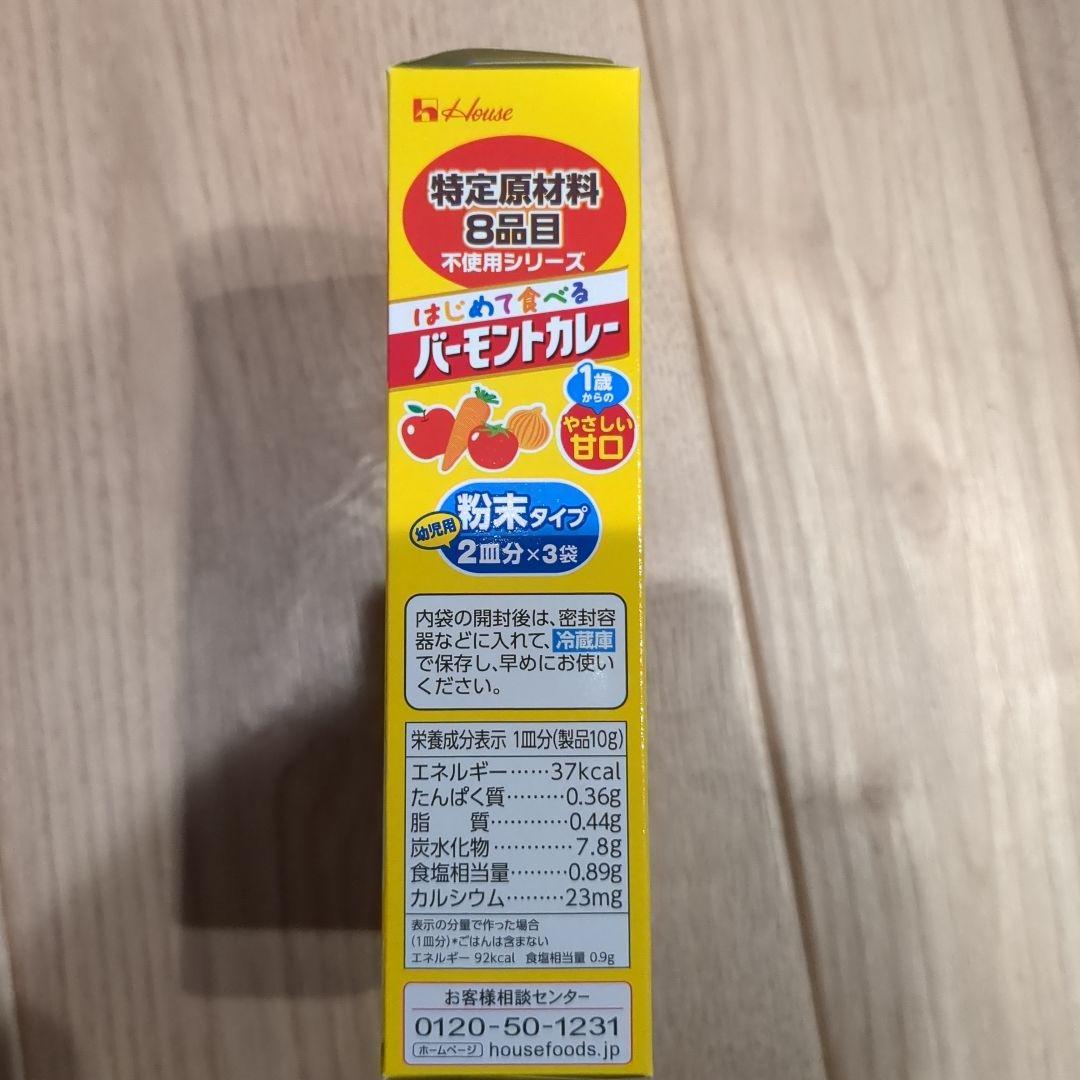 House
特定原材料
8品目
不使用シリーズ
はじめて食べる
バーモントカレー
1歳
からの
やさしい
甘口
幼児用
粉末タイプ
2皿分×3袋
内袋の開封後は、密封容
器などに入れて、冷蔵庫
で保存し、早めにお使い
ください。
栄養成分表示 1皿分(製品10g)
エネルギー……37kcal
たんぱく質………0.36g
脂　　質…………0.44g
炭水化物…………7.8g
食塩相当量………0.89g
カルシウム………23mg
表示の分量で作った場合
(1皿分)*ごはんは含まない
エネルギー 92kcal 食塩相当量 0.9g
お客様相談センター
0120-50-1231
ホームページ housefoods.jp